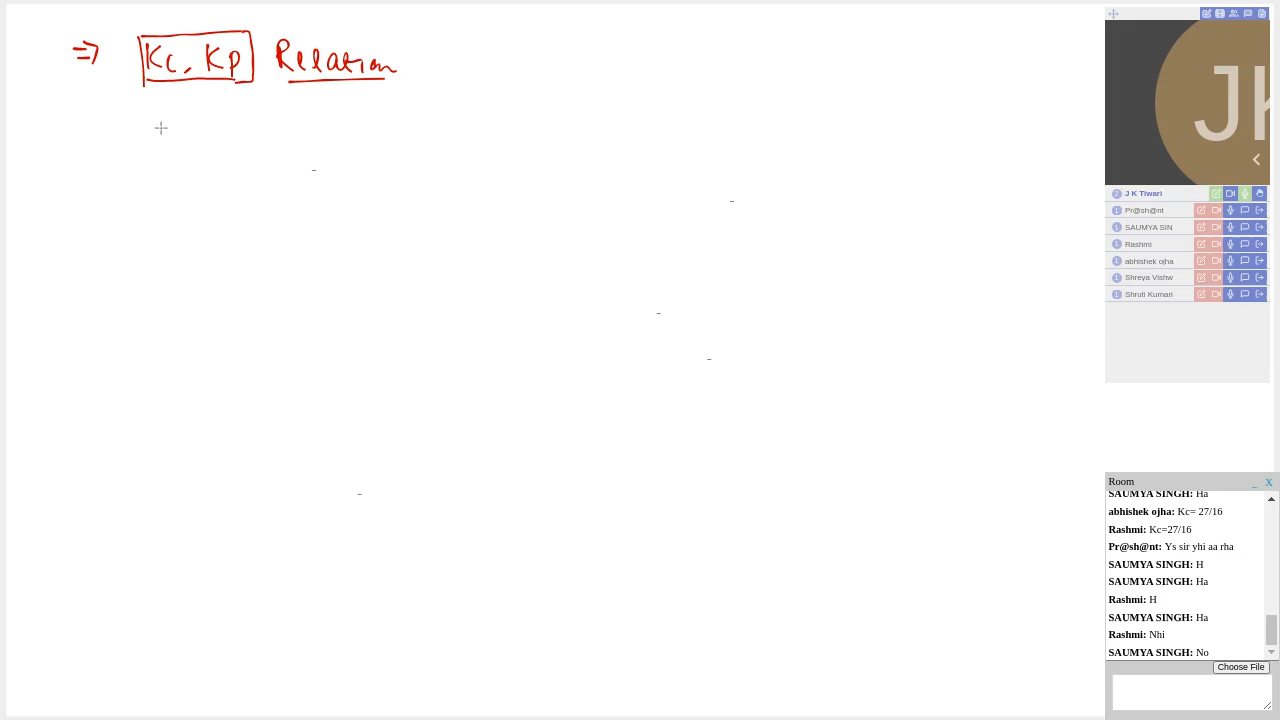 ⇒ Kc, Kp Relation
JK
J K Tiwari
Pr@sh@nt
SAUMYA SIN
Rashmi
abhishek ojha
Shreya Vishw
Shruti Kumari
Room _ X
SAUMYA SINGH: Ha
abhishek ojha: Kc= 27/16
Rashmi: Kc=27/16
Pr@sh@nt: Ys sir yhi aa rha
SAUMYA SINGH: H
SAUMYA SINGH: Ha
Rashmi: H
SAUMYA SINGH: Ha
Rashmi: Nhi
SAUMYA SINGH: No
Choose File